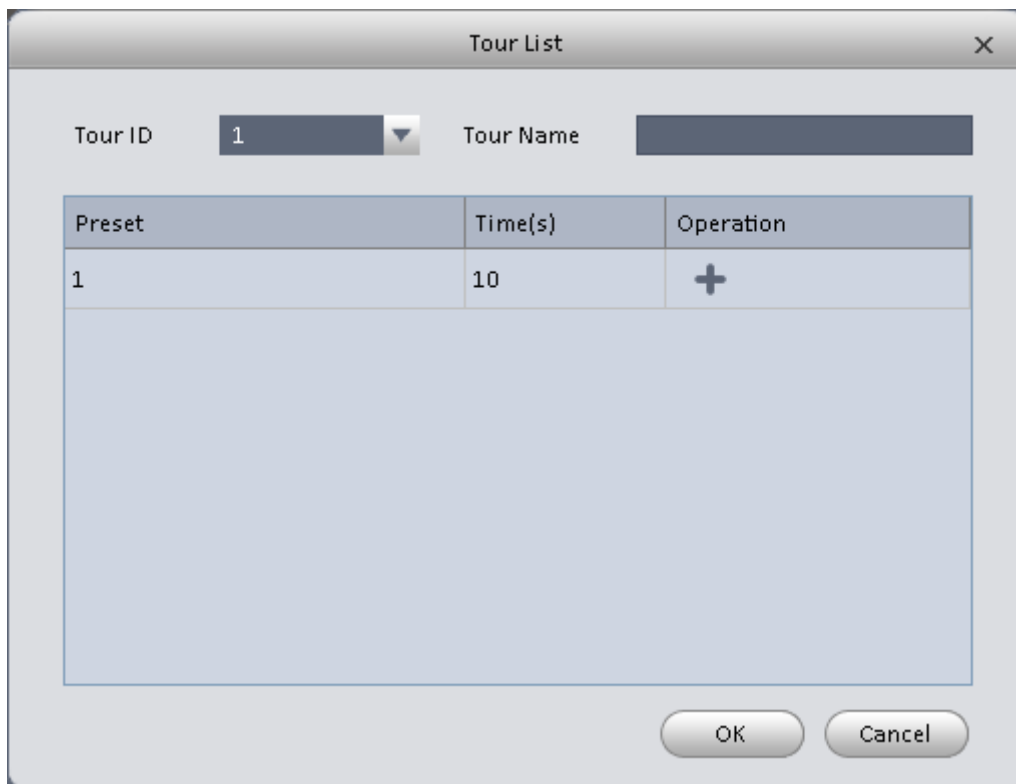 Tour List
Tour ID 1 Tour Name
Preset Time(s) Operation
1 10
OK Cancel